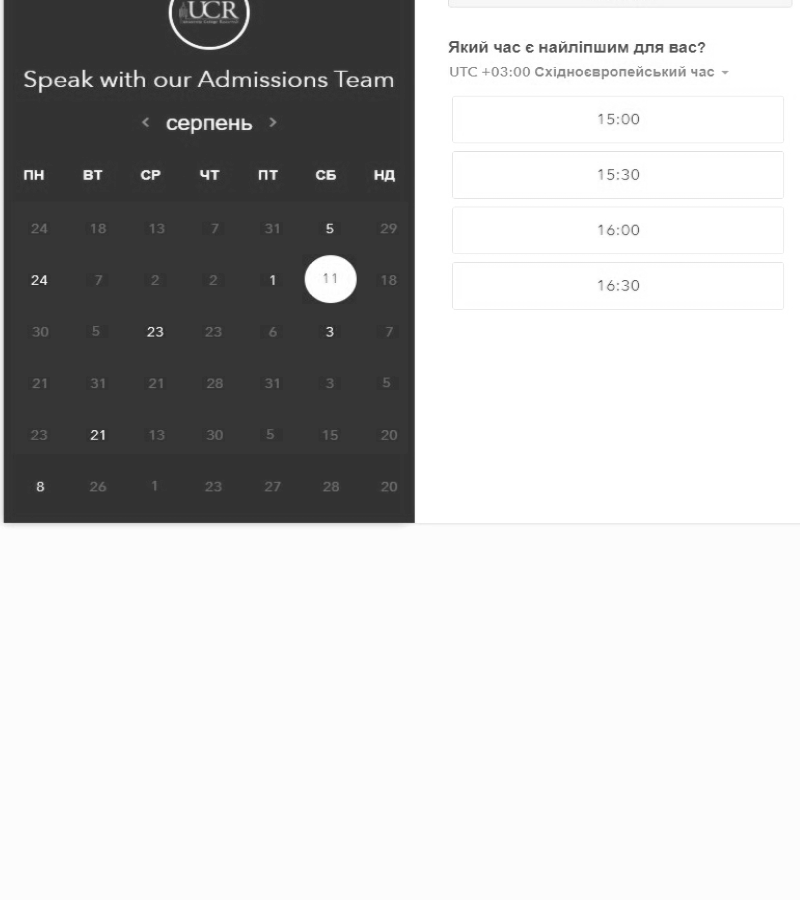 UCR
Speak with our Admissions Team
< серпень >
ПН ВТ СР ЧТ ПТ СБ НД
24 18 13 7 31 5 29
24 7 2 2 1 11 18
30 5 23 23 6 3 7
21 31 21 28 31 3 5
23 21 13 30 5 15 20
8 26 1 23 27 28 20
Який час є найліпшим для вас?
UTC +03:00 Східноєвропейський час
15:00
15:30
16:00
16:30